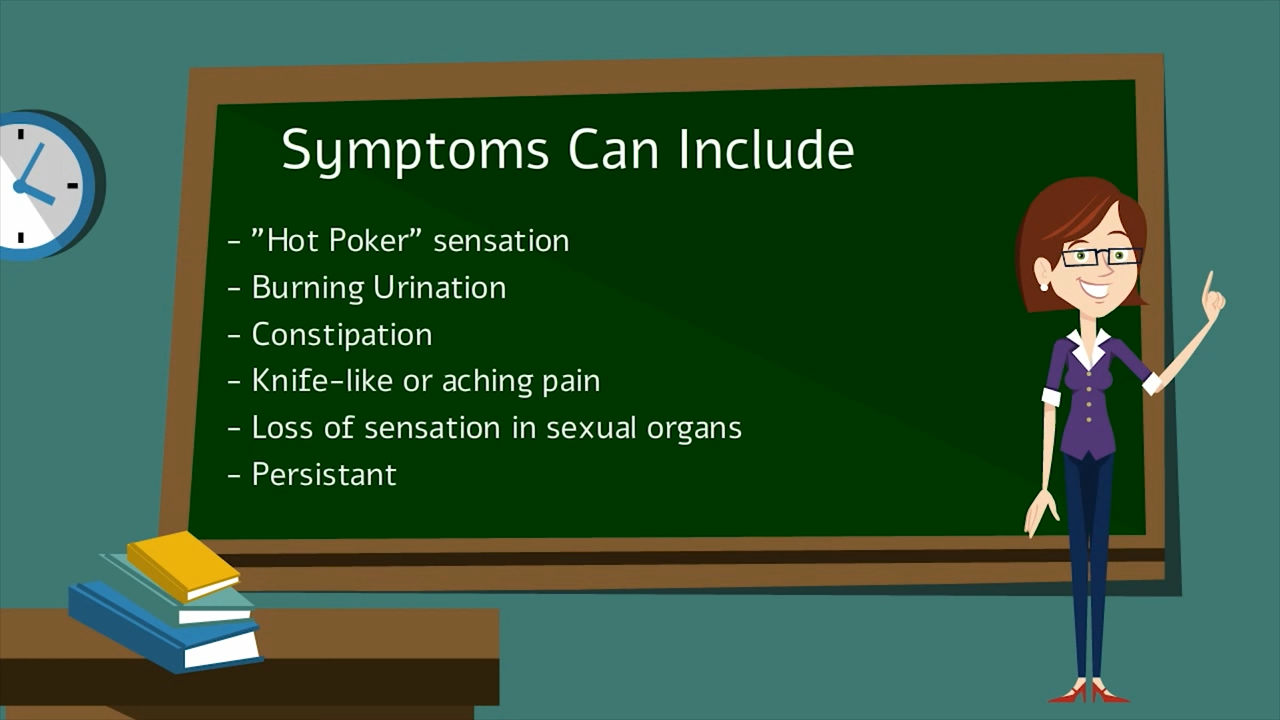 Symptoms Can Include
- ”Hot Poker” sensation
- Burning Urination
- Constipation
- Knife-like or aching pain
- Loss of sensation in sexual organs
- Persistant